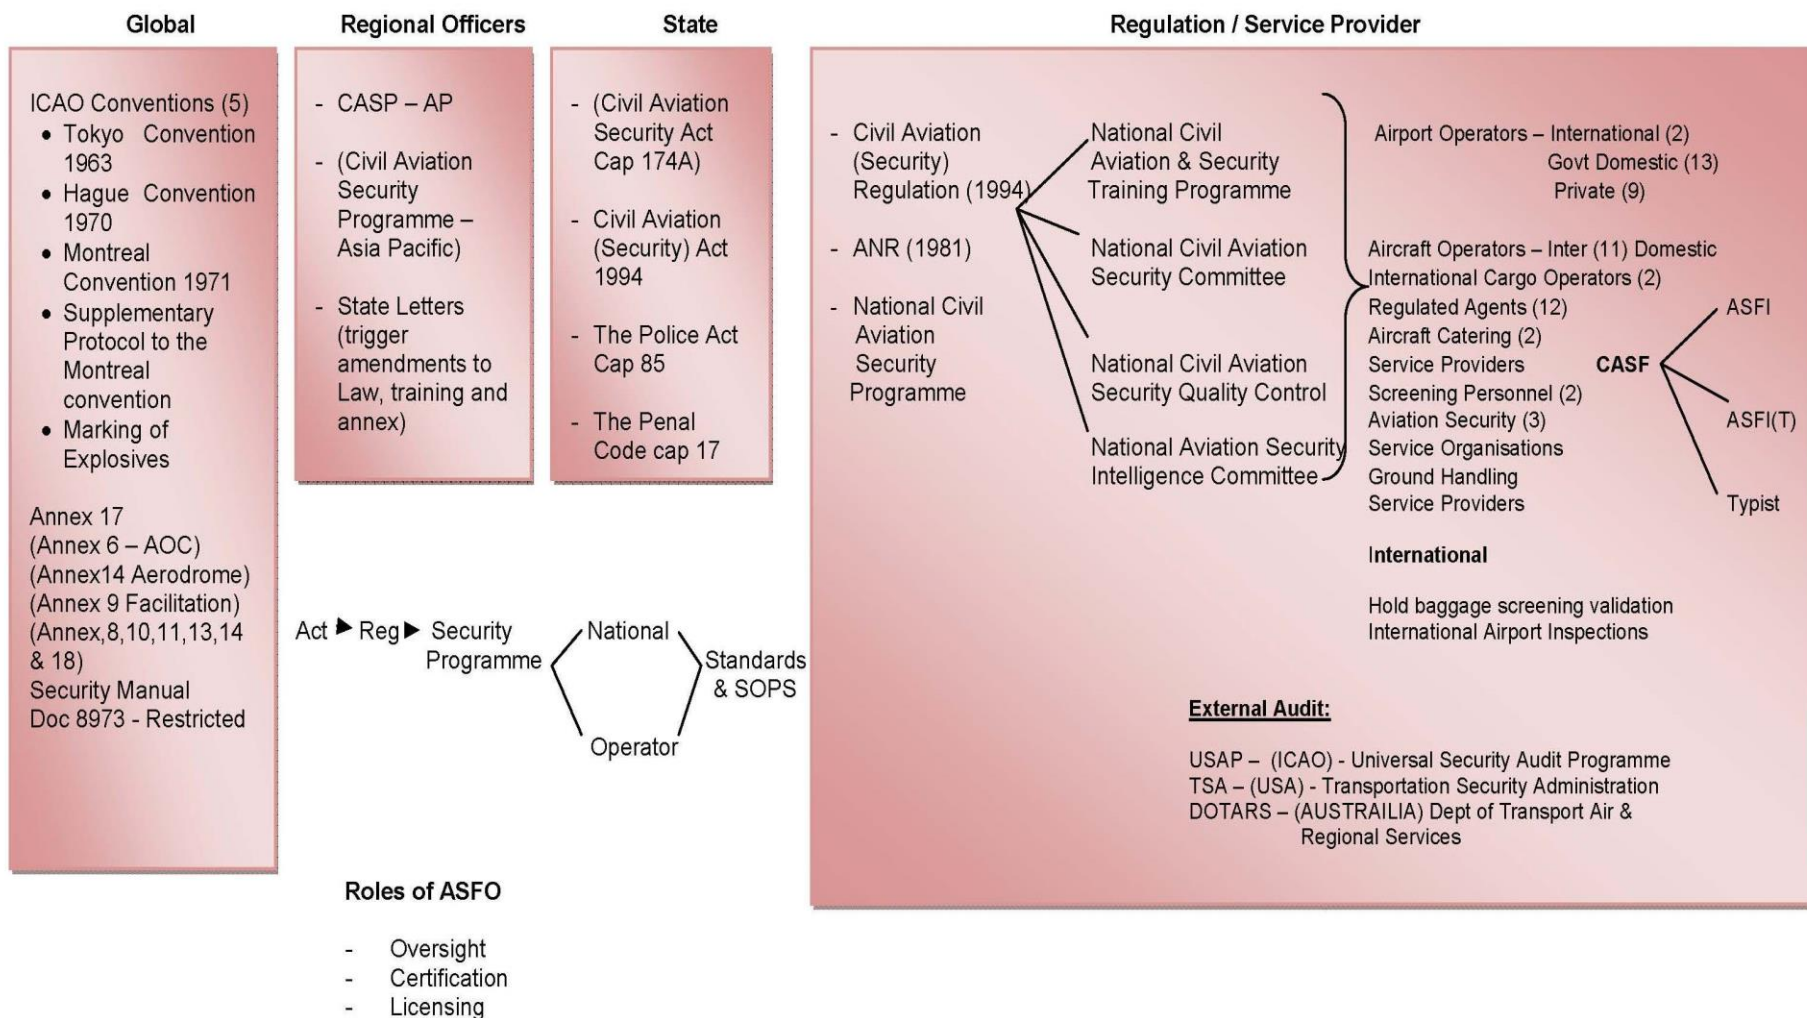 Global
ICAO Conventions (5)
• Tokyo Convention
1963
• Hague Convention
1970
• Montreal
Convention 1971
• Supplementary
Protocol to the
Montreal
convention
• Marking of
Explosives
Annex 17
(Annex 6 – AOC)
(Annex14 Aerodrome)
(Annex 9 Facilitation)
(Annex,8,10,11,13,14
& 18)
Security Manual
Doc 8973 - Restricted
Regional Officers
- CASP – AP
- (Civil Aviation
Security
Programme –
Asia Pacific)
- State Letters
(trigger
amendments to
Law, training and
annex)
State
- (Civil Aviation
Security Act
Cap 174A)
- Civil Aviation
(Security) Act
1994
- The Police Act
Cap 85
- The Penal
Code cap 17
Regulation / Service Provider
- Civil Aviation
(Security)
Regulation (1994)
- ANR (1981)
- National Civil
Aviation
Security
Programme
National Civil
Aviation & Security
Training Programme
National Civil Aviation
Security Committee
National Civil Aviation
Security Quality Control
National Aviation Security
Intelligence Committee
Airport Operators – International (2)
Govt Domestic (13)
Private (9)
Aircraft Operators – Inter (11) Domestic
International Cargo Operators (2)
Regulated Agents (12)
Aircraft Catering (2)
Service Providers
Screening Personnel (2)
Aviation Security (3)
Service Organisations
Ground Handling
Service Providers
CASF
ASFI
ASFI(T)
Typist
International
Hold baggage screening validation
International Airport Inspections
External Audit:
USAP – (ICAO) - Universal Security Audit Programme
TSA – (USA) - Transportation Security Administration
DOTARS – (AUSTRAILIA) Dept of Transport Air &
Regional Services
Act Reg Security
Programme
National
Operator
Standards
& SOPS
Roles of ASFO
- Oversight
- Certification
- Licensing